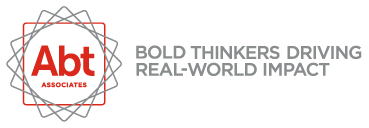 Abt
ASSOCIATES
BOLD THINKERS DRIVING
REAL-WORLD IMPACT